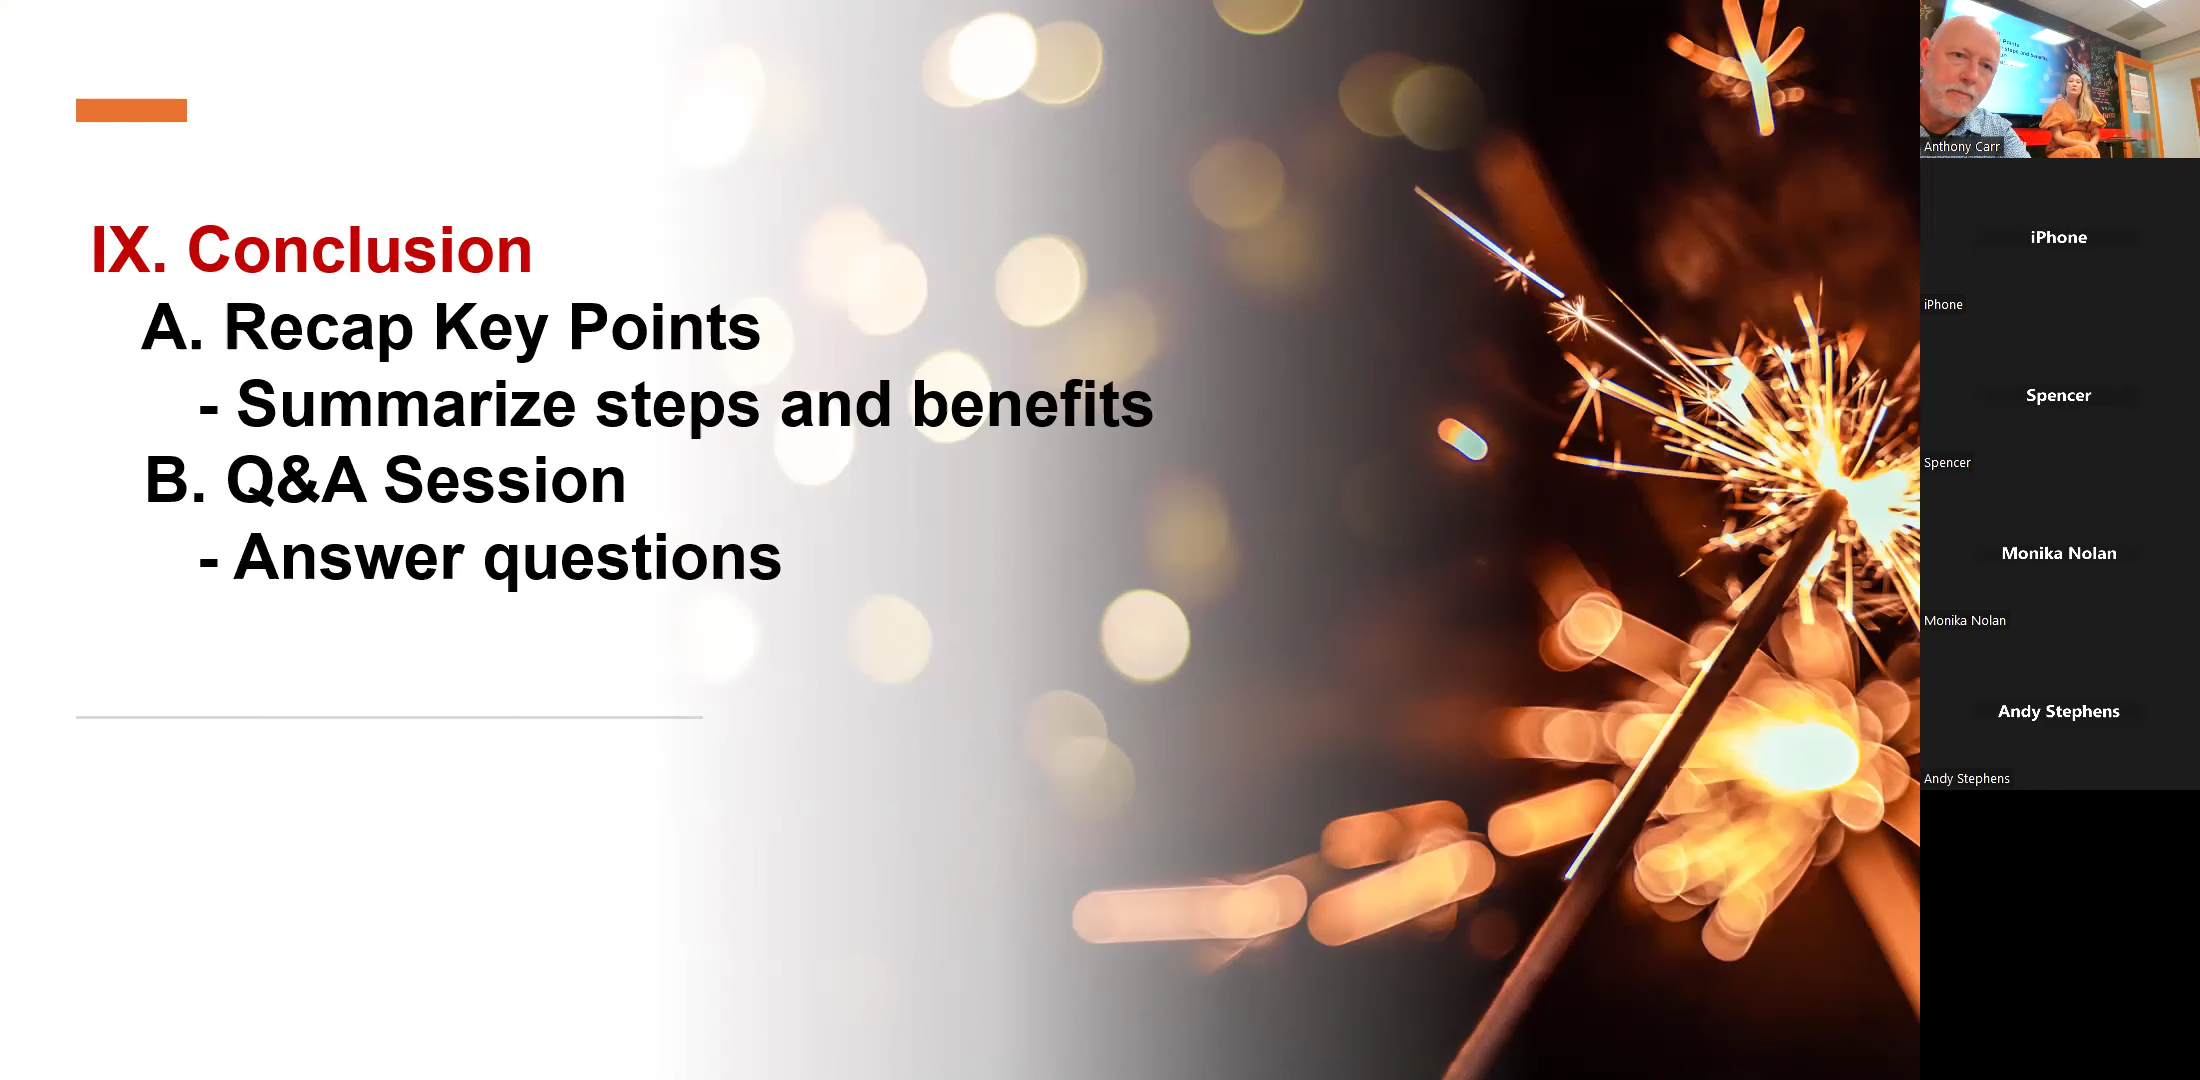 IX. Conclusion
A. Recap Key Points
- Summarize steps and benefits
B. Q&A Session
- Answer questions
Anthony Carr
iPhone
iPhone
Spencer
Spencer
Monika Nolan
Monika Nolan
Andy Stephens
Andy Stephens